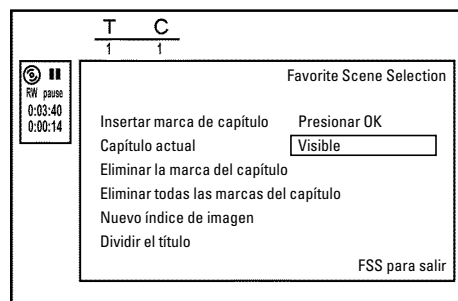 T C
1 1
RW pause
0:03:40
0:00:14
Favorite Scene Selection
Insertar marca de capítulo Presionar OK
Capítulo actual Visible
Eliminar la marca del capítulo
Eliminar todas las marcas del capítulo
Nuevo índice de imagen
Dividir el título
FSS para salir